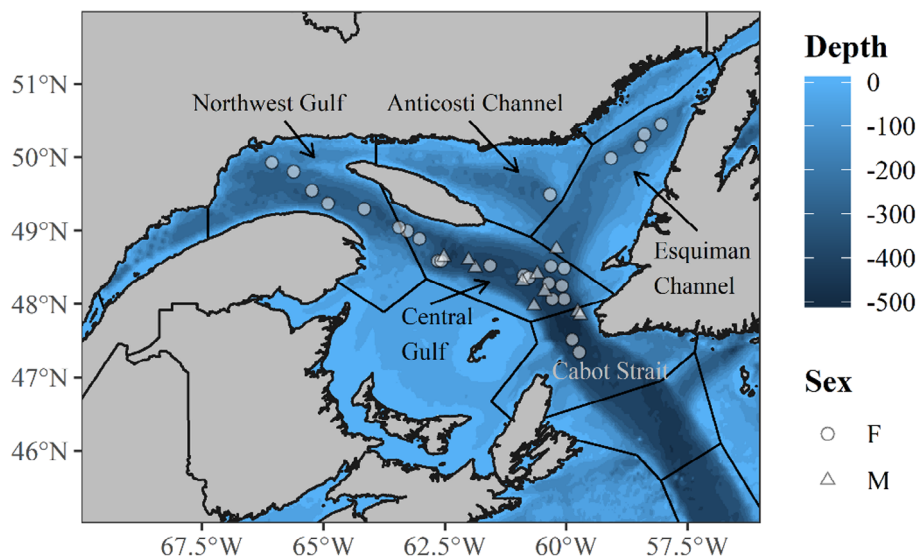 Northwest Gulf
Anticosti Channel
Esquiman
Channel
Central
Gulf
Cabot Strait
51°N
50°N
49°N
48°N
47°N
46°N
67.5°W
65°W
62.5°W
60°W
57.5°W
Depth
0
-100
-200
-300
-400
-500
Sex
F
M